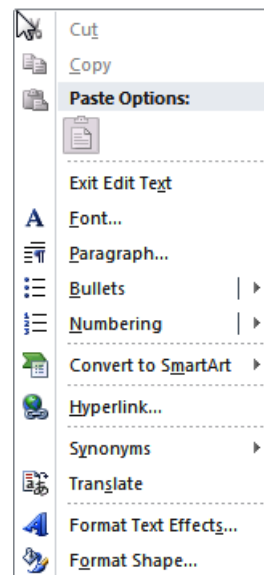 Cut
Copy
Paste Options:
Exit Edit Text
Font...
Paragraph...
Bullets
Numbering
Convert to SmartArt
Hyperlink...
Synonyms
Translate
Format Text Effects...
Format Shape...